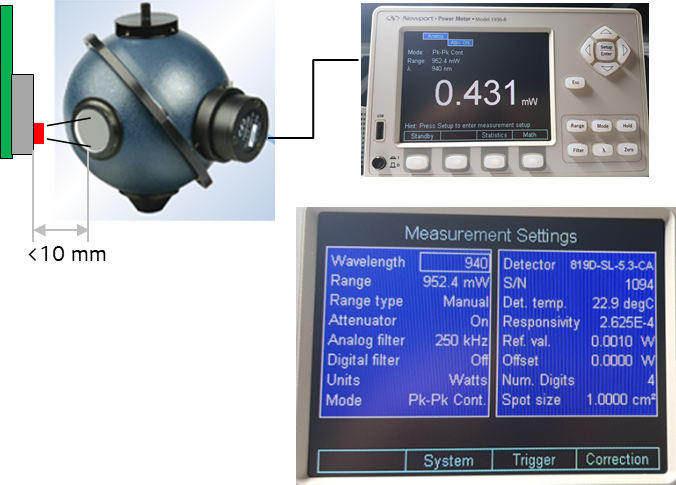 <10 mm
Newport • Power Meter • Model 1936-R
Analog
Attn. ON
Mode: Pk-Pk Cont.
Range: 952.4 mW
λ: 940 nm
0.431 mW
Hint: Press Setup to enter measurement setup
Standby Statistics Math
Setup
Enter
Esc
Range Mode Hold
Filter λ Zero
USB
Measurement Settings
Wavelength 940
Range 952.4 mW
Range type Manual
Attenuator On
Analog filter 250 kHz
Digital filter Off
Units Watts
Mode Pk-Pk Cont.
Detector 819D-SL-5.3-CA
S/N 1094
Det. temp. 22.9 degC
Responsivity 2.625E-4
Ref. val. 0.0010 W
Offset 0.0000 W
Num. Digits 4
Spot size 1.0000 cm²
System Trigger Correction